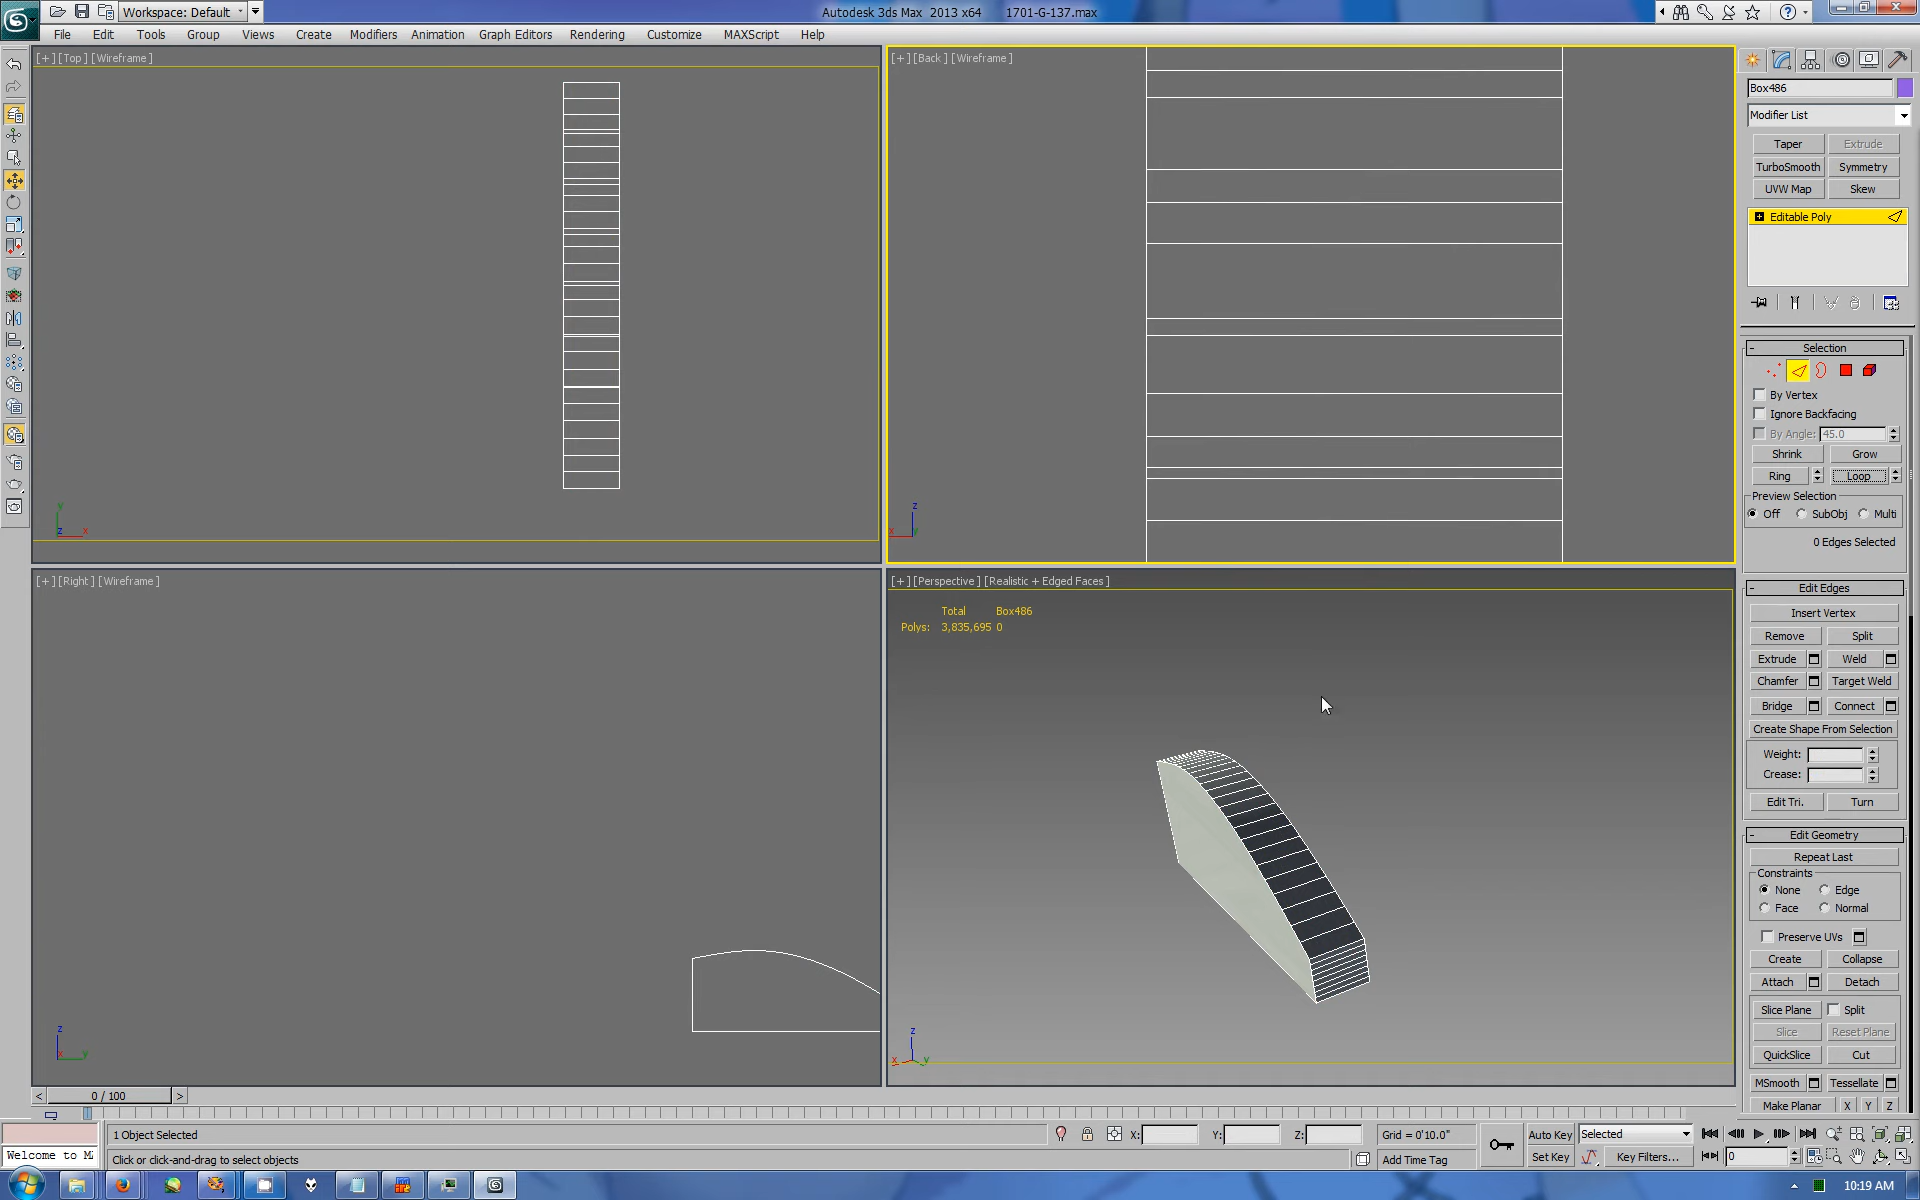 Workspace: Default
Autodesk 3ds Max 2013 x64 1701-G-137.max
File Edit Tools Group Views Create Modifiers Animation Graph Editors Rendering Customize MAXScript Help
[+] [Top] [Wireframe]
[+] [Back] [Wireframe]
Box486
Modifier List
Taper Extrude
TurboSmooth Symmetry
UVW Map Skew
Editable Poly
Selection
By Vertex
Ignore Backfacing
By Angle: 45.0
Shrink Grow
Ring Loop
Preview Selection
Off SubObj Multi
0 Edges Selected
[+] [Right] [Wireframe]
[+] [Perspective] [Realistic + Edged Faces]
Total Box486
Polys: 3,835,695 0
Edit Edges
Insert Vertex
Remove Split
Extrude Weld
Chamfer Target Weld
Bridge Connect
Create Shape From Selection
Weight:
Crease:
Edit Tri. Turn
Edit Geometry
Repeat Last
Constraints
None Edge
Face Normal
Preserve UVs
Create Collapse
Attach Detach
Slice Plane Split
Slice Reset Plane
QuickSlice Cut
MSmooth Tessellate
Make Planar X Y Z
y z x
z x y
z x y
z x y
< 0 / 100 >
1 Object Selected X: Y: Z: Grid = 0'10.0" Auto Key Selected
Welcome to Mi Click or click-and-drag to select objects Add Time Tag Set Key Key Filters... 0
10:19 AM